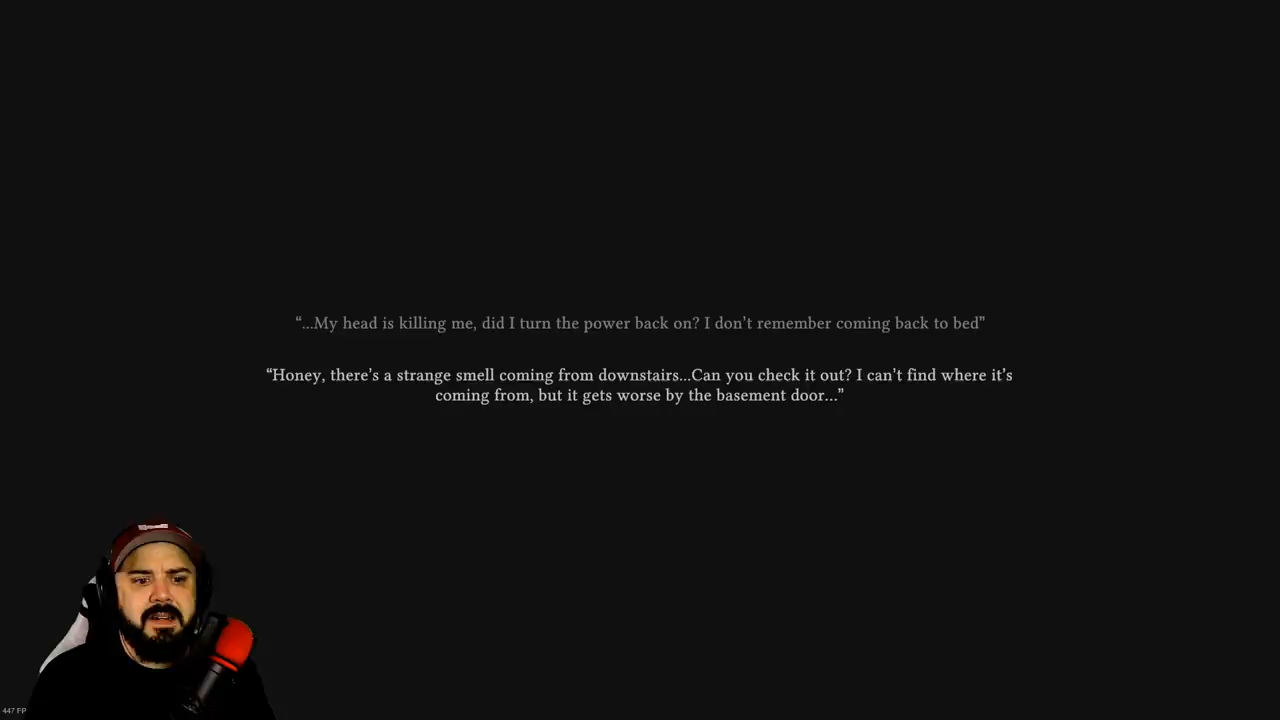 “...My head is killing me, did I turn the power back on? I don’t remember coming back to bed”
“Honey, there’s a strange smell coming from downstairs...Can you check it out? I can’t find where it’s
coming from, but it gets worse by the basement door...”
447 FP